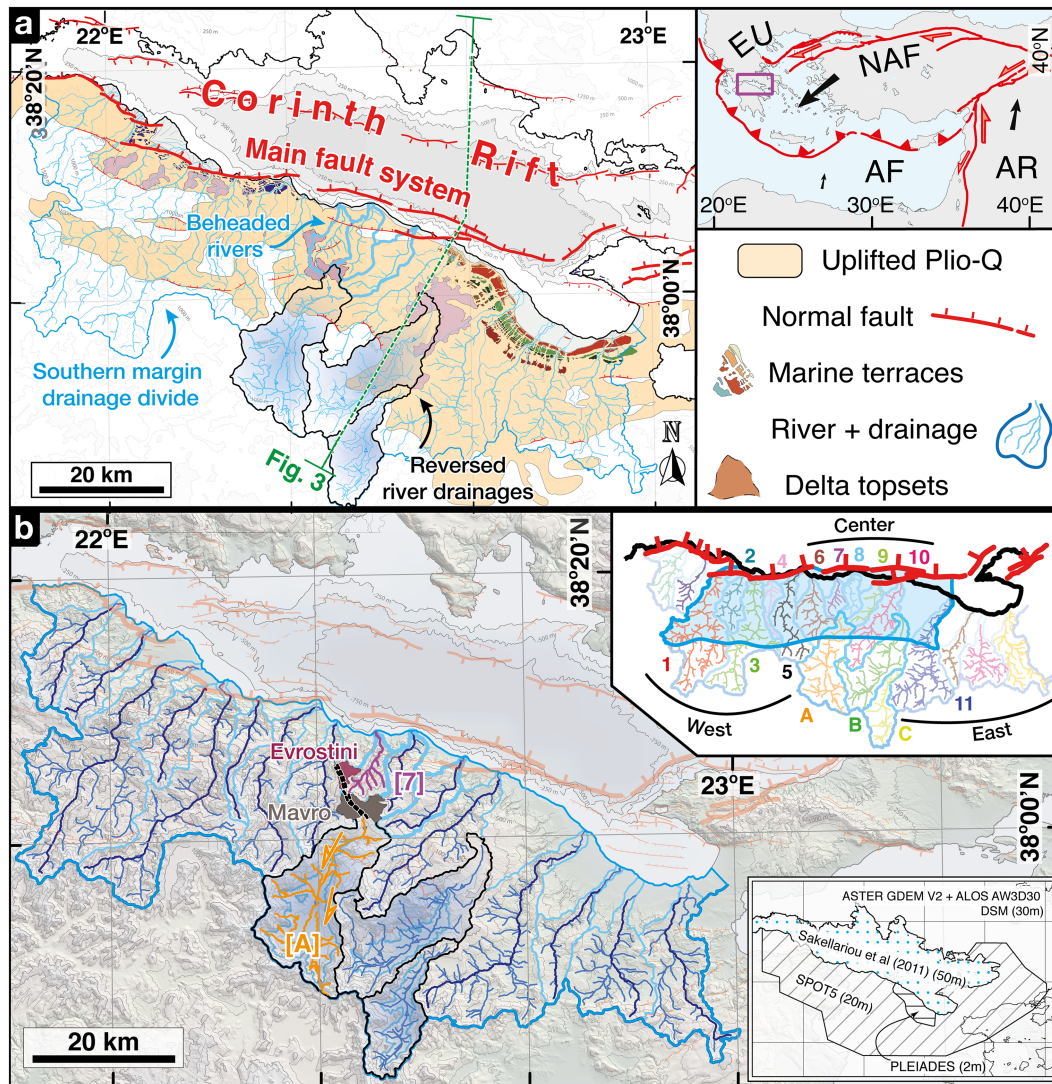 a
22°E
23°E
38°20'N
Corinth
Rift
Main fault system
Beheaded
rivers
38°00'N
Southern margin
drainage divide
Fig. 3
Reversed
river drainages
N
20 km
EU
NAF
40°N
AF
AR
20°E
30°E
40°E
Uplifted Plio-Q
Normal fault
Marine terraces
River + drainage
Delta topsets
b
22°E
38°20'N
Evrostini
[7]
Mavro
[A]
23°E
38°00'N
20 km
Center
2
4
6
7
8
9
10
1
3
5
A
B
C
11
West
East
ASTER GDEM V2 + ALOS AW3D30
DSM (30m)
Sakellariou et al (2011) (50m)
SPOT5 (20m)
PLEIADES (2m)